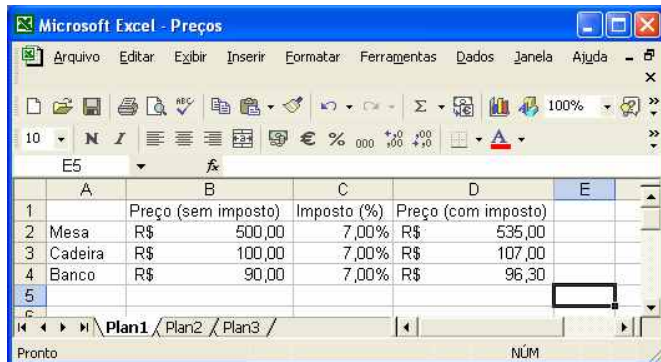 Microsoft Excel - Preços
Arquivo Editar Exibir Inserir Formatar Ferramentas Dados Janela Ajuda
ABC Σ 100%
10 N I € % 000 A
E5 fx
A B C D E
1 Preço (sem imposto) Imposto (%) Preço (com imposto)
2 Mesa R$ 500,00 7,00% R$ 535,00
3 Cadeira R$ 100,00 7,00% R$ 107,00
4 Banco R$ 90,00 7,00% R$ 96,30
5
Plan1 / Plan2 / Plan3 /
Pronto NÚM